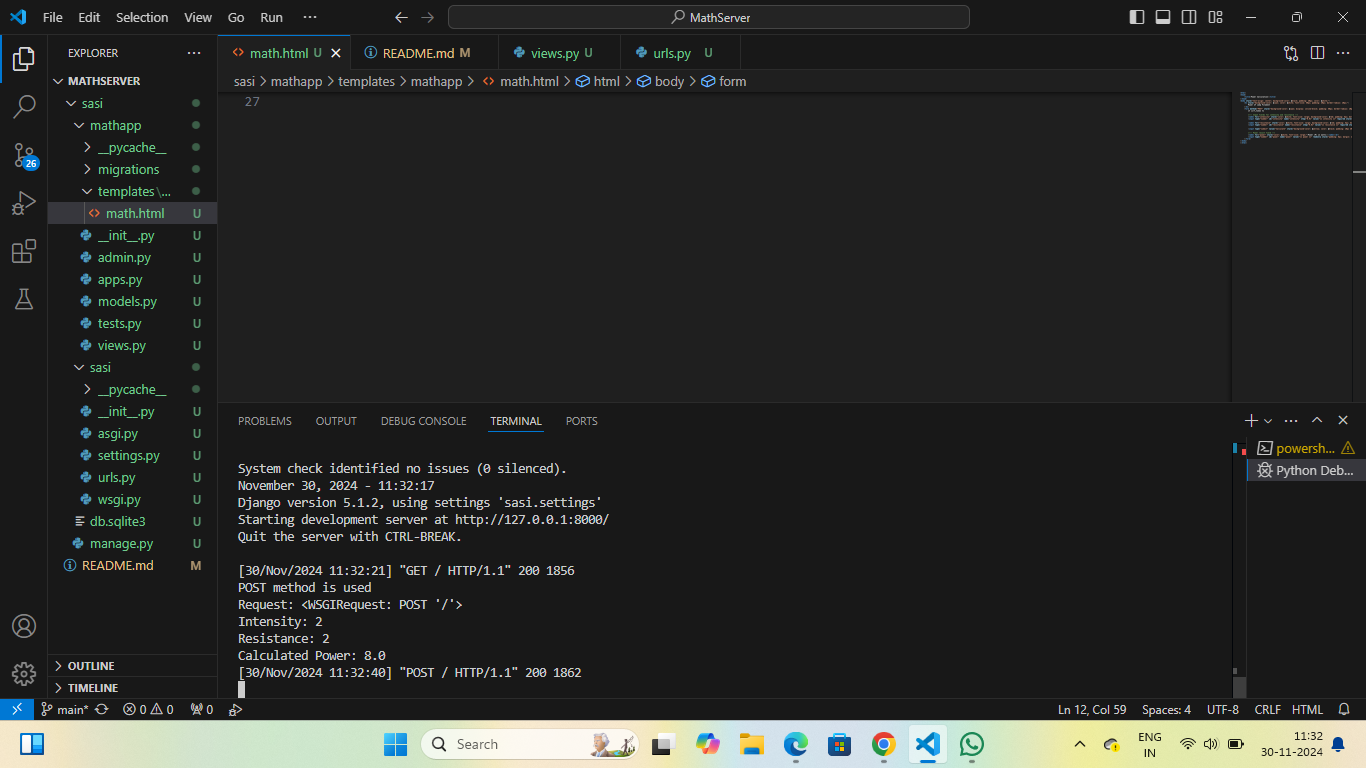 File Edit Selection View Go Run ···
MathServer
EXPLORER
MATHSERVER
sasi
mathapp
__pycache__
migrations
templates \...
math.html U
__init__.py U
admin.py U
apps.py U
models.py U
tests.py U
views.py U
sasi
__pycache__
__init__.py U
asgi.py U
settings.py U
urls.py U
wsgi.py U
db.sqlite3 U
manage.py U
README.md M
OUTLINE
TIMELINE
math.html U README.md M views.py U urls.py U
sasi > mathapp > templates > mathapp > math.html > html > body > form
27
PROBLEMS OUTPUT DEBUG CONSOLE TERMINAL PORTS
System check identified no issues (0 silenced).
November 30, 2024 - 11:32:17
Django version 5.1.2, using settings 'sasi.settings'
Starting development server at http://127.0.0.1:8000/
Quit the server with CTRL-BREAK.
[30/Nov/2024 11:32:21] "GET / HTTP/1.1" 200 1856
POST method is used
Request: <WSGIRequest: POST '/'>
Intensity: 2
Resistance: 2
Calculated Power: 8.0
[30/Nov/2024 11:32:40] "POST / HTTP/1.1" 200 1862
powersh...
Python Deb...
26
main* 0 0 0
Ln 12, Col 59 Spaces: 4 UTF-8 CRLF HTML
Search
ENG
IN
11:32
30-11-2024